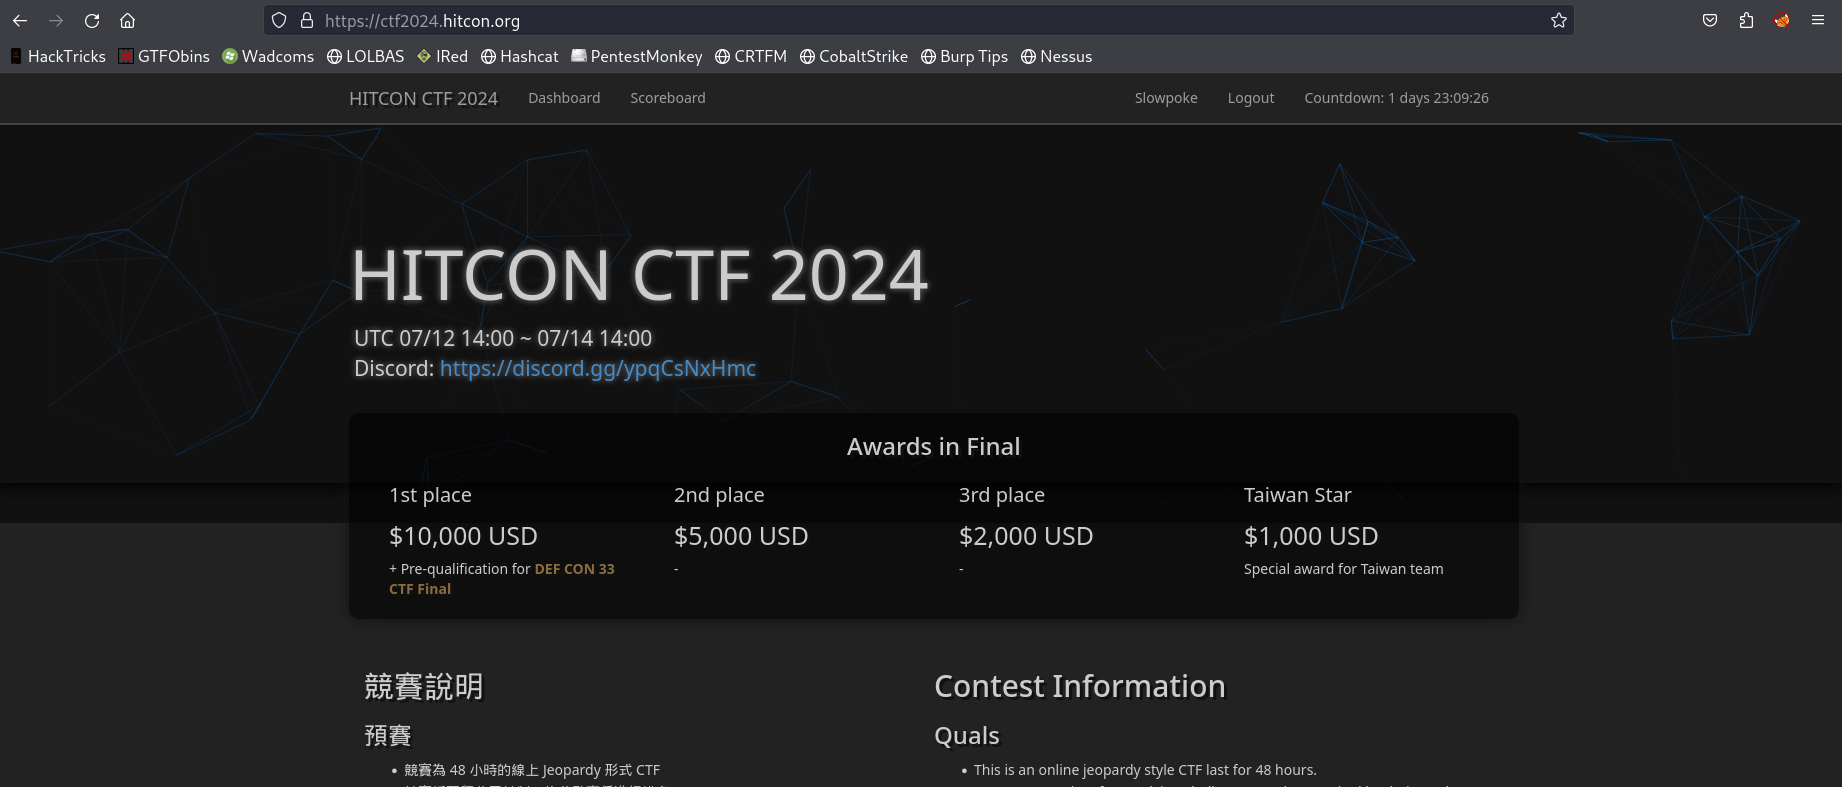 https://ctf2024.hitcon.org
HackTricks GTFObins Wadcoms LOLBAS IRed Hashcat PentestMonkey CRTFM CobaltStrike Burp Tips Nessus
HITCON CTF 2024 Dashboard Scoreboard Slowpoke Logout Countdown: 1 days 23:09:26
HITCON CTF 2024
UTC 07/12 14:00 ~ 07/14 14:00
Discord: https://discord.gg/ypqCsNxHmc
Awards in Final
1st place 2nd place 3rd place Taiwan Star
$10,000 USD $5,000 USD $2,000 USD $1,000 USD
+ Pre-qualification for DEF CON 33 - - Special award for Taiwan team
CTF Final
競賽說明
預賽
• 競賽為 48 小時的線上 Jeopardy 形式 CTF
Contest Information
Quals
• This is an online jeopardy style CTF last for 48 hours.